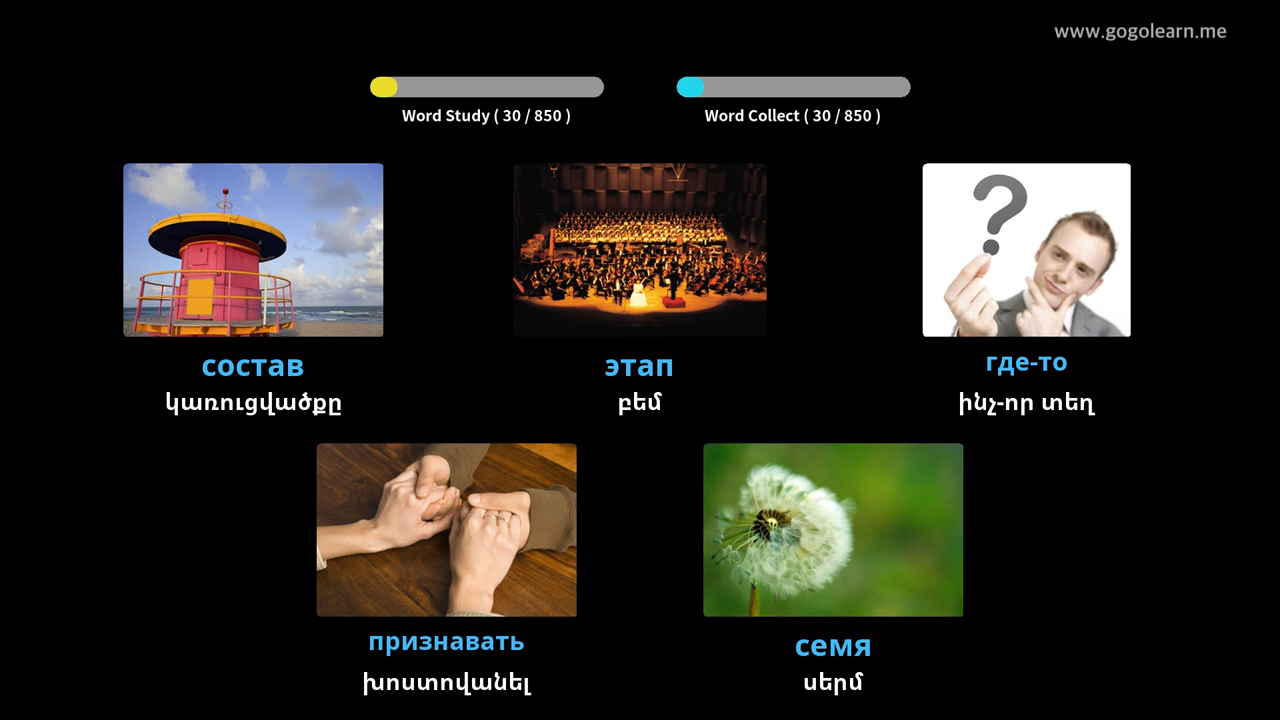 www.gogolearn.me
Word Study ( 30 / 850 )
Word Collect ( 30 / 850 )
состав
կառուցվածքը
этап
բեմ
где-то
ինչ-որ տեղ
признавать
խոստովանել
семя
սերմ